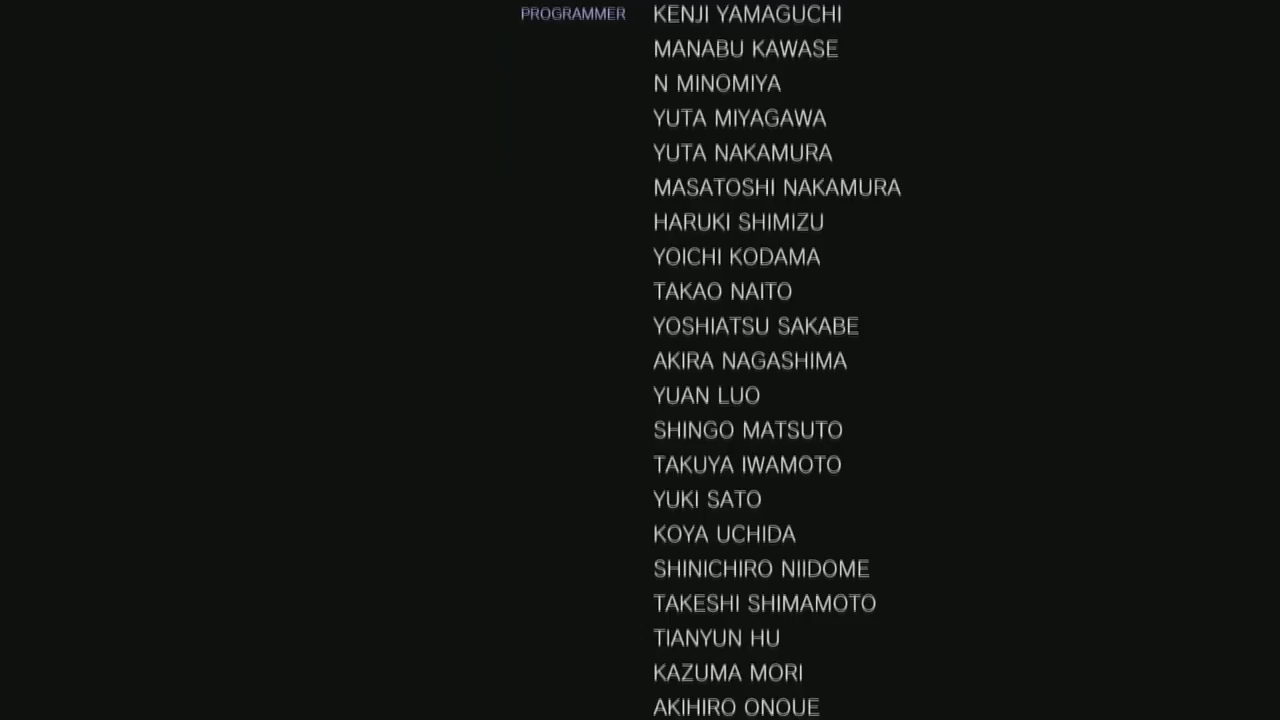 PROGRAMMER KENJI YAMAGUCHI
MANABU KAWASE
N MINOMIYA
YUTA MIYAGAWA
YUTA NAKAMURA
MASATOSHI NAKAMURA
HARUKI SHIMIZU
YOICHI KODAMA
TAKAO NAITO
YOSHIATSU SAKABE
AKIRA NAGASHIMA
YUAN LUO
SHINGO MATSUTO
TAKUYA IWAMOTO
YUKI SATO
KOYA UCHIDA
SHINICHIRO NIIDOME
TAKESHI SHIMAMOTO
TIANYUN HU
KAZUMA MORI
AKIHIRO ONOUE